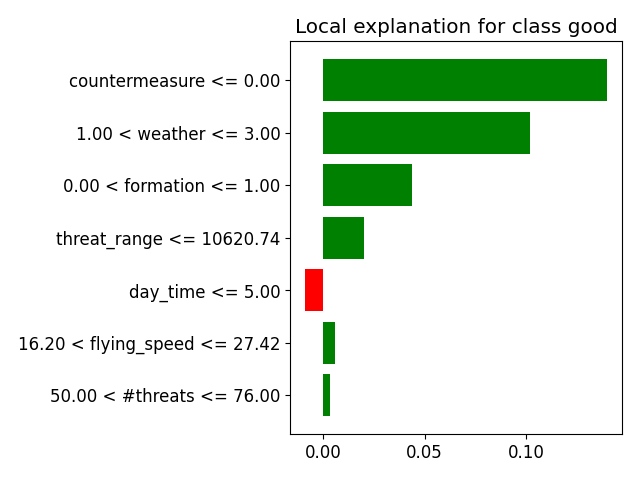 Local explanation for class good
countermeasure <= 0.00
1.00 < weather <= 3.00
0.00 < formation <= 1.00
threat_range <= 10620.74
day_time <= 5.00
16.20 < flying_speed <= 27.42
50.00 < #threats <= 76.00
0.00 0.05 0.10